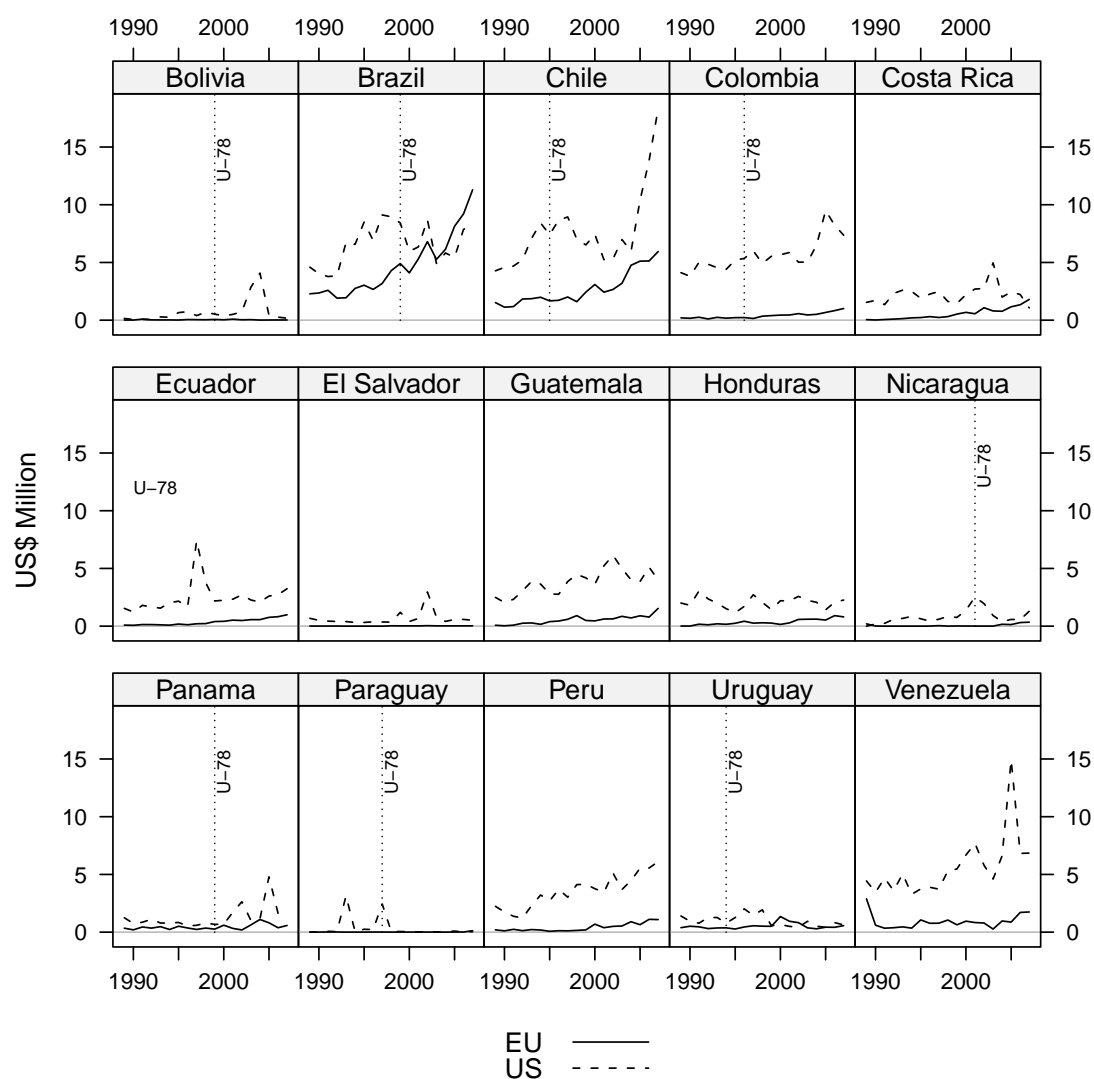 1990 2000 1990 2000 1990 2000 1990 2000 1990 2000
Bolivia Brazil Chile Colombia Costa Rica
15 U–78 U–78 U–78 U–78 15
10 10
5 5
0 0
Ecuador El Salvador Guatemala Honduras Nicaragua
15 U–78 15
U–78
10 10
5 5
0 0
US$ Million
Panama Paraguay Peru Uruguay Venezuela
15 U–78 U–78 U–78 15
10 10
5 5
0 0
1990 2000 1990 2000 1990 2000 1990 2000 1990 2000
EU
US